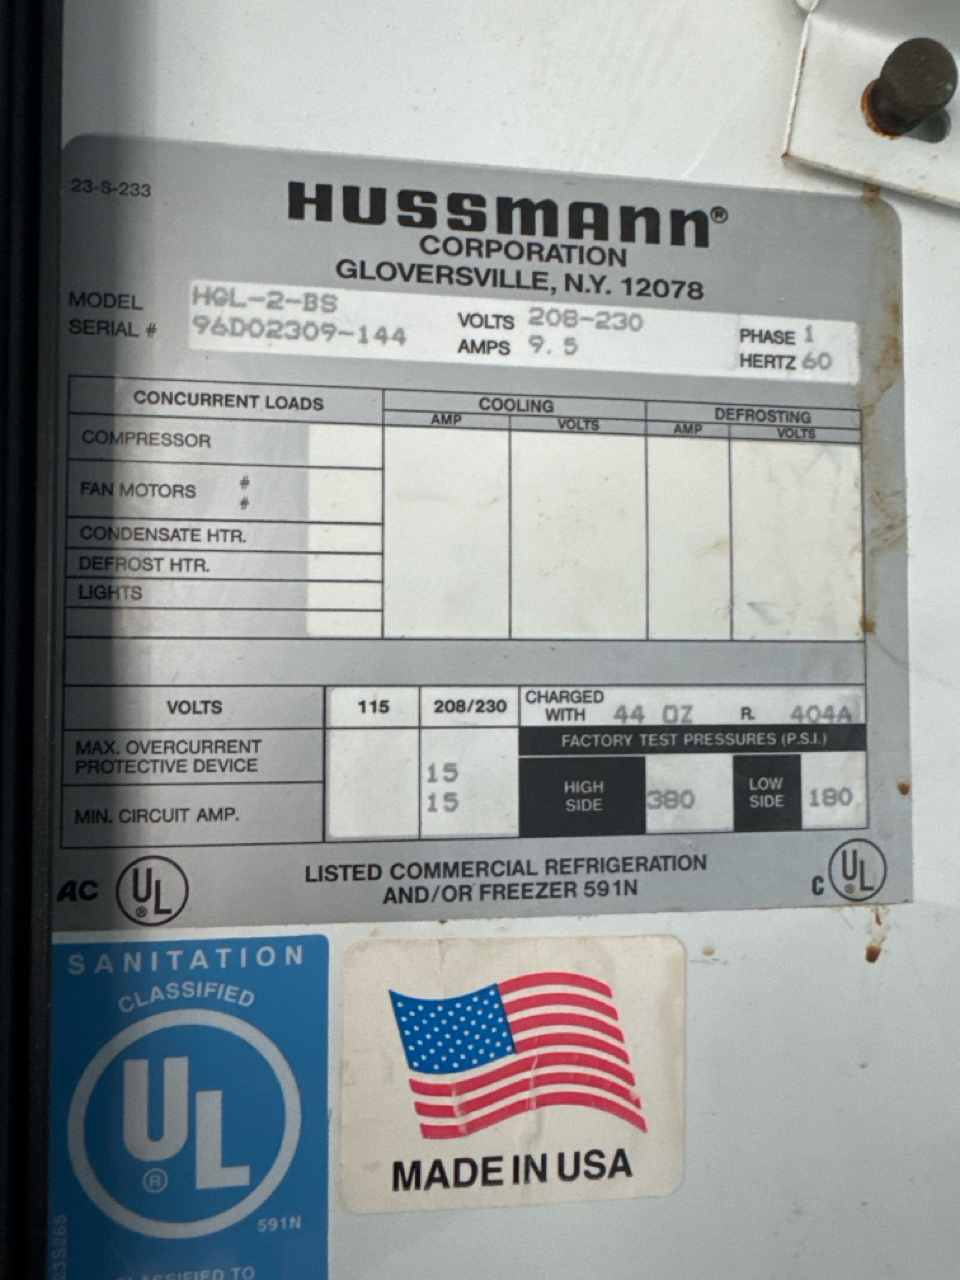 23-S-233
HUSSMANN®
CORPORATION
GLOVERSVILLE, N.Y. 12078
MODEL HGL-2-BS
SERIAL # 96D02309-144
VOLTS 208-230
AMPS 9.5
PHASE 1
HERTZ 60
CONCURRENT LOADS
COOLING
DEFROSTING
AMP VOLTS AMP VOLTS
COMPRESSOR
FAN MOTORS #
#
CONDENSATE HTR.
DEFROST HTR.
LIGHTS
VOLTS 115 208/230
CHARGED WITH 44 OZ R. 404A
MAX. OVERCURRENT
PROTECTIVE DEVICE 15
MIN. CIRCUIT AMP. 15
FACTORY TEST PRESSURES (P.S.I.)
HIGH SIDE 380
LOW SIDE 180
AC UL®
LISTED COMMERCIAL REFRIGERATION
AND/OR FREEZER 591N
C UL®
SANITATION
CLASSIFIED
UL®
591N
23S265
CLASSIFIED TO
MADE IN USA